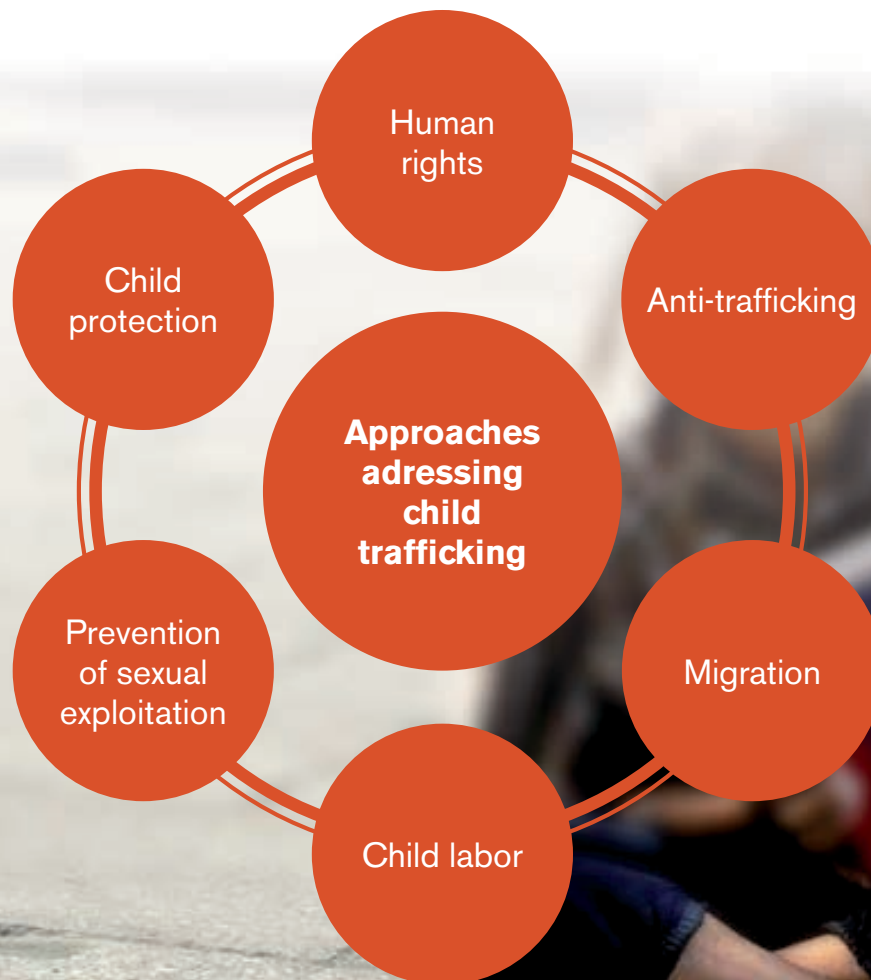 Human
rights
Child
protection
Anti-trafficking
Approaches
adressing
child
trafficking
Prevention
of sexual
exploitation
Migration
Child labor